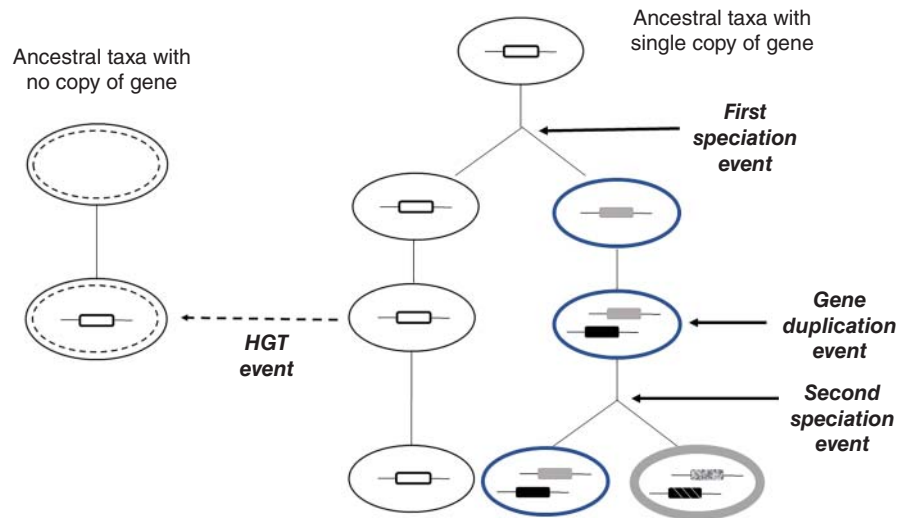 Ancestral taxa with
no copy of gene
Ancestral taxa with
single copy of gene
First
speciation
event
HGT
event
Gene
duplication
event
Second
speciation
event